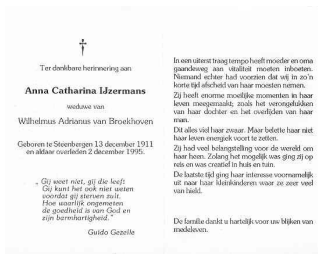 Ter dankbare herinnering aan
Anna Catharina IJzermans
weduwe van
Wilhelmus Adrianus van Broekhoven
Geboren te Steenbergen 13 december 1911
en aldaar overleden 2 december 1995.
„ Gij weet niet, gij die leeft
Gij kunt het ook niet weten
voordat gij sterven zult.
Hoe waarlijk ongemeten
de goedheid is van God en
zijn barmhartigheid. "
Guido Gezelle
In een uiterst traag tempo heeft moeder en oma
gaandeweg aan vitaliteit moeten inboeten.
Niemand echter had voorzien dat wij in zo'n
korte tijd afscheid van haar moesten nemen.
Zij heeft enorme moeilijke momenten in haar
leven meegemaakt; zoals het verongelukken
van haar dochter en het overlijden van haar
man.
Dit alles viel haar zwaar. Maar belette haar niet
haar leven energiek voort te zetten.
Zij had veel belangstelling voor de wereld om
haar heen. Zolang het mogelijk was ging zij op
reis en was creatief in huis en tuin.
De laatste tijd ging haar interesse voornamelijk
uit naar haar kleinkinderen waar ze zeer veel
van hield.
De familie dankt u hartelijk voor uw blijken van
medeleven.